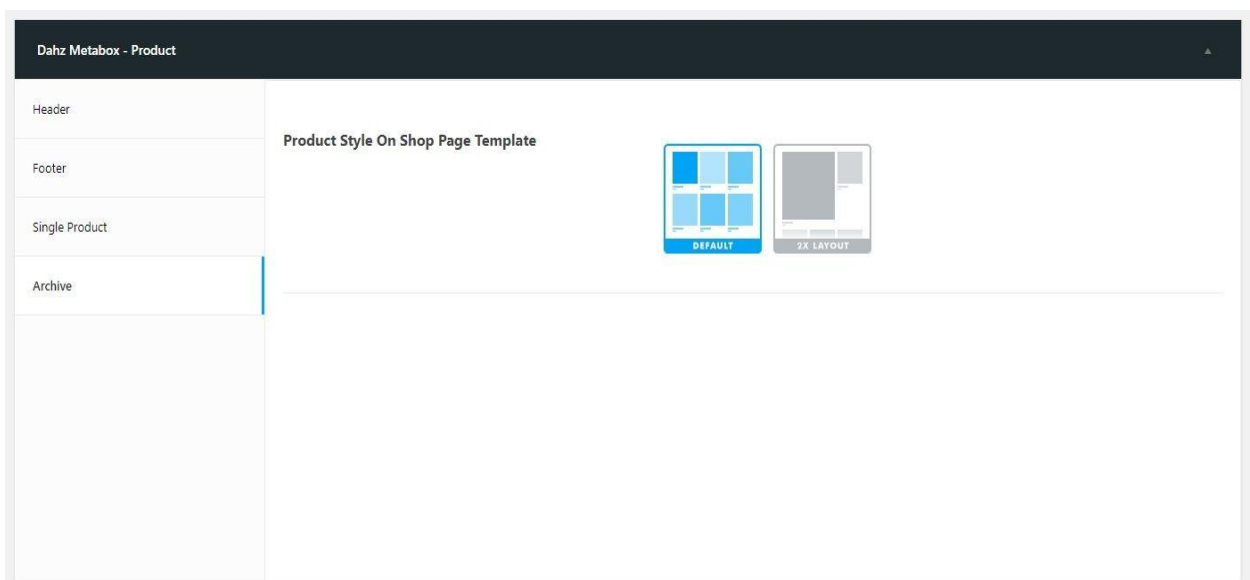 Dahz Metabox - Product
Header
Footer
Single Product
Archive
Product Style On Shop Page Template
DEFAULT
2X LAYOUT